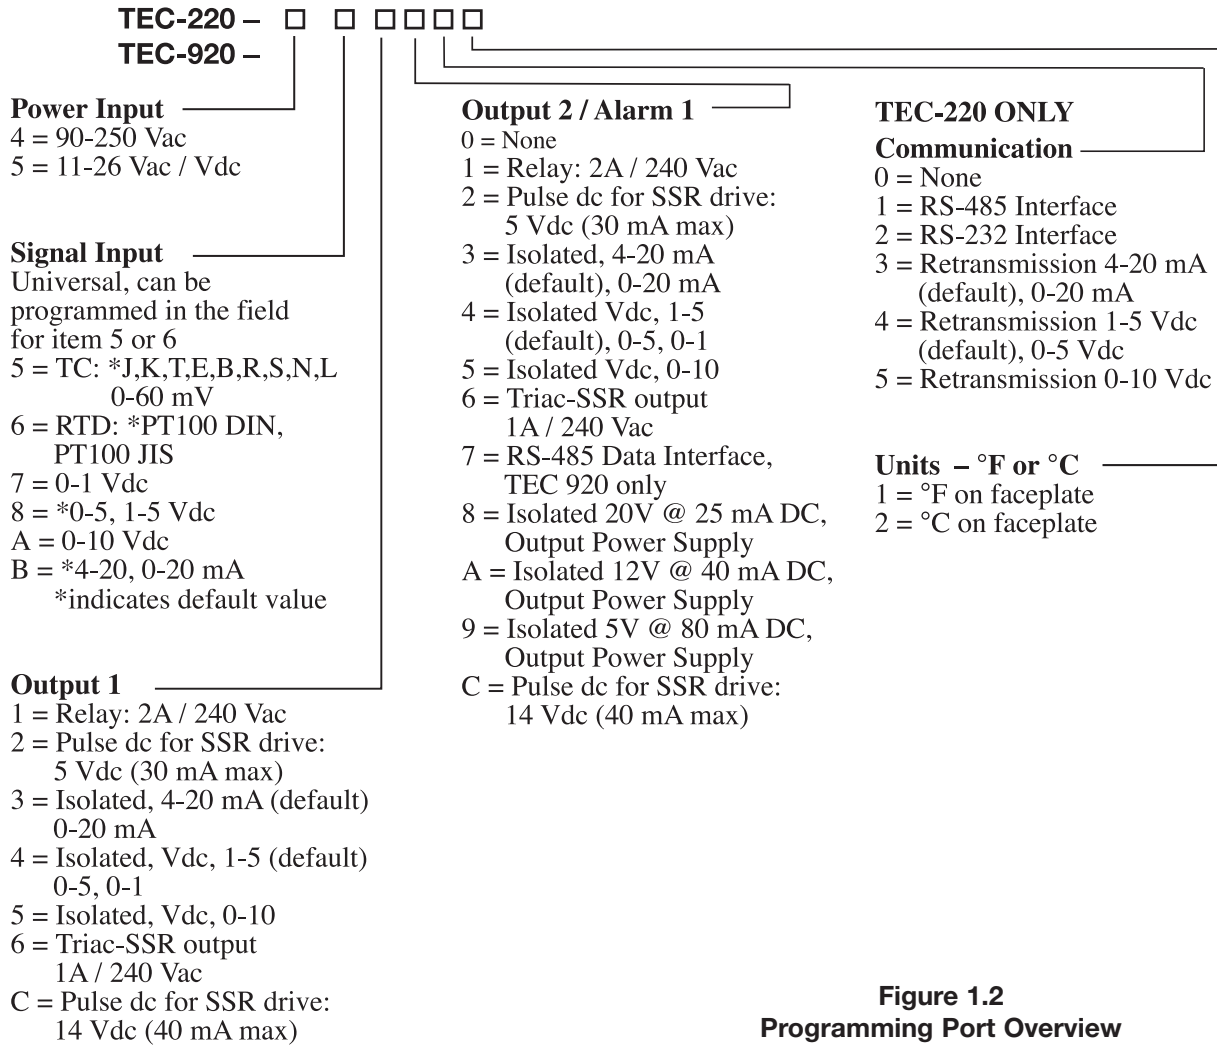 TEC-220 – □ □ □ □ □ □
TEC-920 –
Power Input
4 = 90-250 Vac
5 = 11-26 Vac / Vdc
Signal Input
Universal, can be
programmed in the field
for item 5 or 6
5 = TC: *J,K,T,E,B,R,S,N,L
0-60 mV
6 = RTD: *PT100 DIN,
PT100 JIS
7 = 0-1 Vdc
8 = *0-5, 1-5 Vdc
A = 0-10 Vdc
B = *4-20, 0-20 mA
*indicates default value
Output 1
1 = Relay: 2A / 240 Vac
2 = Pulse dc for SSR drive:
5 Vdc (30 mA max)
3 = Isolated, 4-20 mA (default)
0-20 mA
4 = Isolated, Vdc, 1-5 (default)
0-5, 0-1
5 = Isolated, Vdc, 0-10
6 = Triac-SSR output
1A / 240 Vac
C = Pulse dc for SSR drive:
14 Vdc (40 mA max)
Output 2 / Alarm 1
0 = None
1 = Relay: 2A / 240 Vac
2 = Pulse dc for SSR drive:
5 Vdc (30 mA max)
3 = Isolated, 4-20 mA
(default), 0-20 mA
4 = Isolated Vdc, 1-5
(default), 0-5, 0-1
5 = Isolated Vdc, 0-10
6 = Triac-SSR output
1A / 240 Vac
7 = RS-485 Data Interface,
TEC 920 only
8 = Isolated 20V @ 25 mA DC,
Output Power Supply
A = Isolated 12V @ 40 mA DC,
Output Power Supply
9 = Isolated 5V @ 80 mA DC,
Output Power Supply
C = Pulse dc for SSR drive:
14 Vdc (40 mA max)
TEC-220 ONLY
Communication
0 = None
1 = RS-485 Interface
2 = RS-232 Interface
3 = Retransmission 4-20 mA
(default), 0-20 mA
4 = Retransmission 1-5 Vdc
(default), 0-5 Vdc
5 = Retransmission 0-10 Vdc
Units – °F or °C
1 = °F on faceplate
2 = °C on faceplate
Figure 1.2
Programming Port Overview